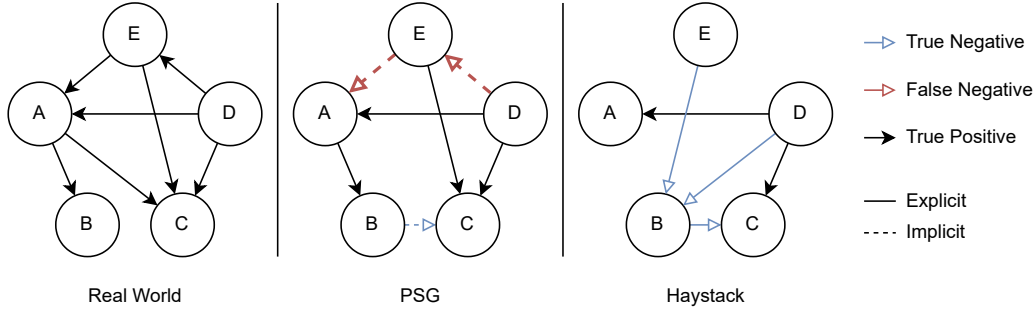 E
A
D
B
C
Real World
E
A
D
B
C
PSG
E
A
D
B
C
Haystack
True Negative
False Negative
True Positive
Explicit
Implicit